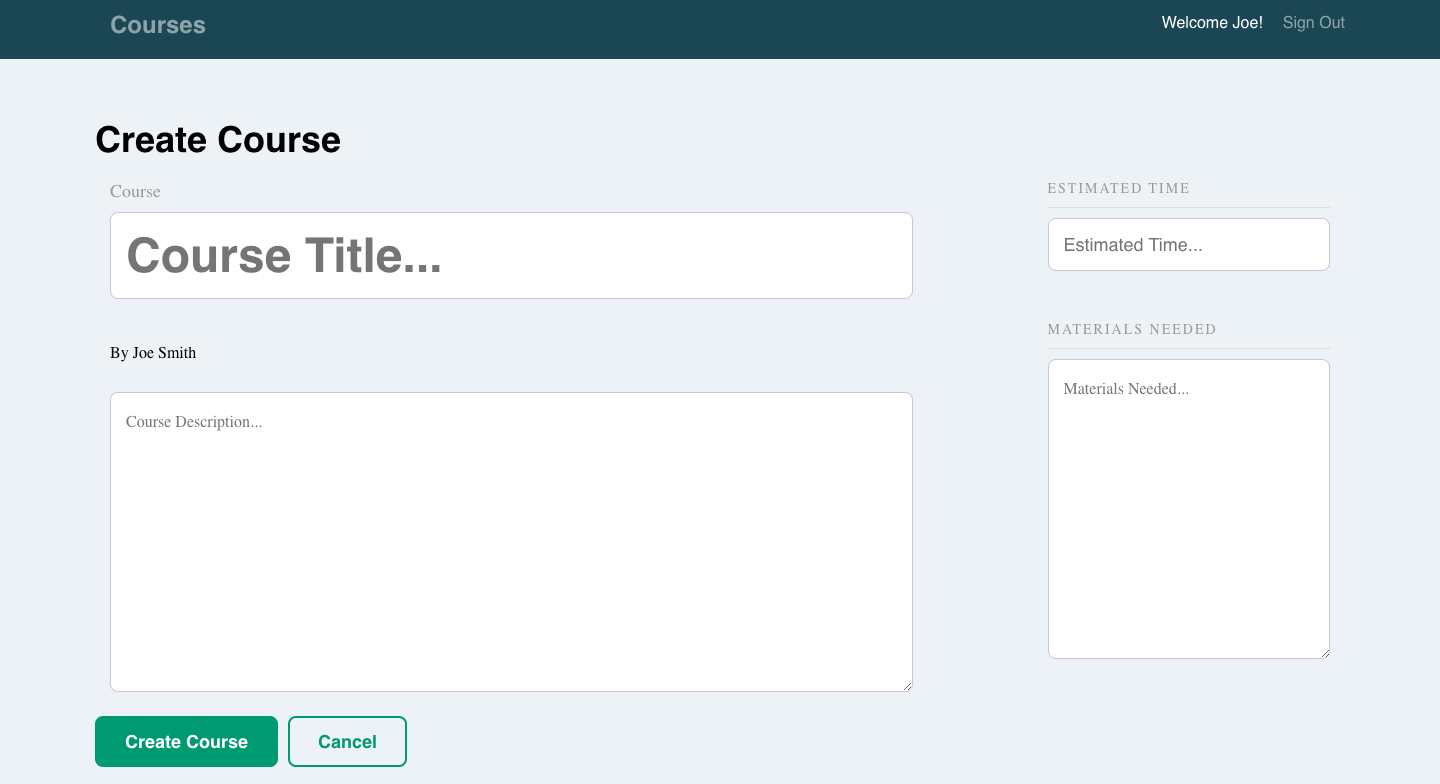 Courses
Welcome Joe!
Sign Out
Create Course
Course
Course Title...
By Joe Smith
Course Description...
ESTIMATED TIME
Estimated Time...
MATERIALS NEEDED
Materials Needed...
Create Course
Cancel